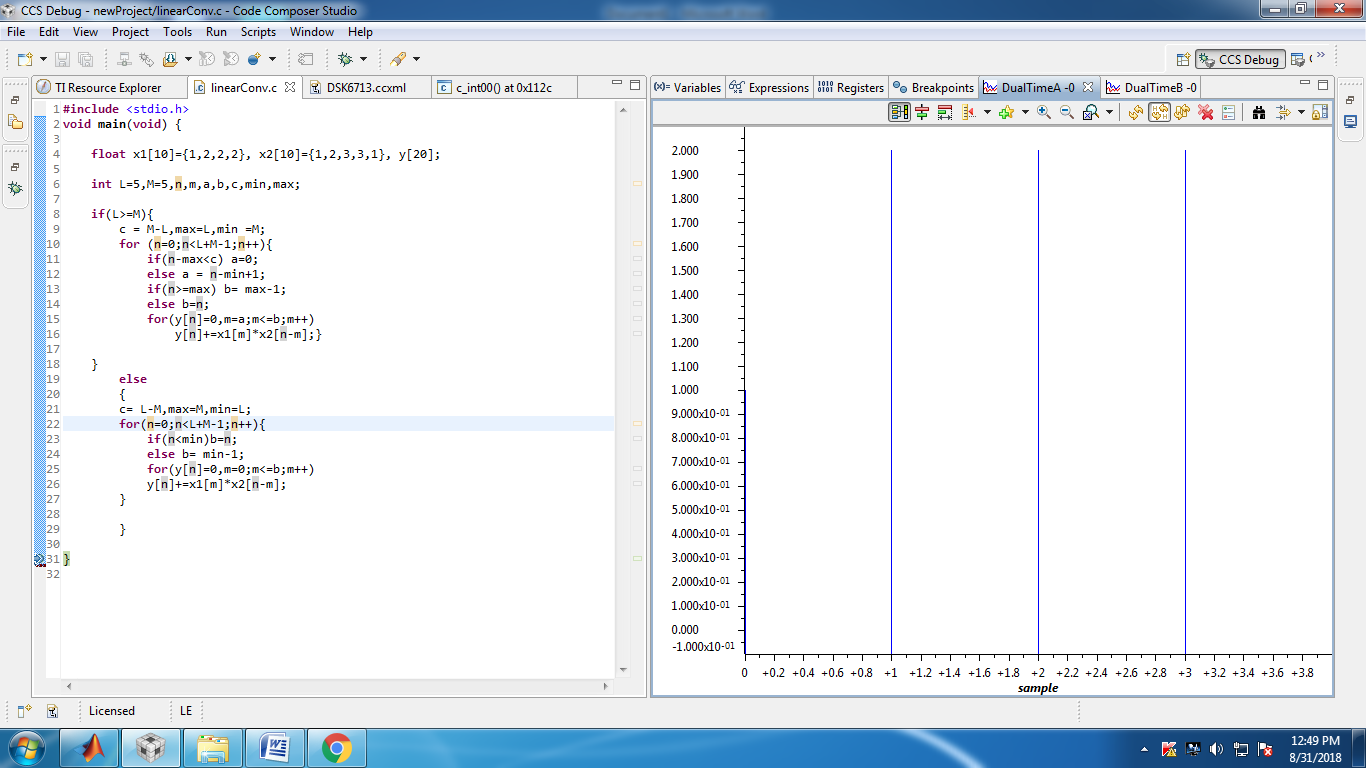 CCS Debug - newProject/linearConv.c - Code Composer Studio
File Edit View Project Tools Run Scripts Window Help
CCS Debug
TI Resource Explorer linearConv.c DSK6713.ccxml c_int00() at 0x112c
1 #include <stdio.h>
2 void main(void) {
3
4 float x1[10]={1,2,2,2}, x2[10]={1,2,3,3,1}, y[20];
5
6 int L=5,M=5,n,m,a,b,c,min,max;
7
8 if(L>=M){
9 c = M-L,max=L,min =M;
10 for (n=0;n<L+M-1;n++){
11 if(n-max<c) a=0;
12 else a = n-min+1;
13 if(n>=max) b= max-1;
14 else b=n;
15 for(y[n]=0,m=a;m<=b;m++)
16 y[n]+=x1[m]*x2[n-m];}
17
18 }
19 else
20 {
21 c= L-M,max=M,min=L;
22 for(n=0;n<L+M-1;n++){
23 if(n<min)b=n;
24 else b= min-1;
25 for(y[n]=0,m=0;m<=b;m++)
26 y[n]+=x1[m]*x2[n-m];
27 }
28
29 }
30
31 }
32
(x)= Variables Expressions 1010 0101 Registers Breakpoints DualTimeA -0 DualTimeB -0
2.000
1.900
1.800
1.700
1.600
1.500
1.400
1.300
1.200
1.100
1.000
9.000x10-01
8.000x10-01
7.000x10-01
6.000x10-01
5.000x10-01
4.000x10-01
3.000x10-01
2.000x10-01
1.000x10-01
0.000
-1.000x10-01
0 +0.2 +0.4 +0.6 +0.8 +1 +1.2 +1.4 +1.6 +1.8 +2 +2.2 +2.4 +2.6 +2.8 +3 +3.2 +3.4 +3.6 +3.8
sample
Licensed LE
12:49 PM
8/31/2018